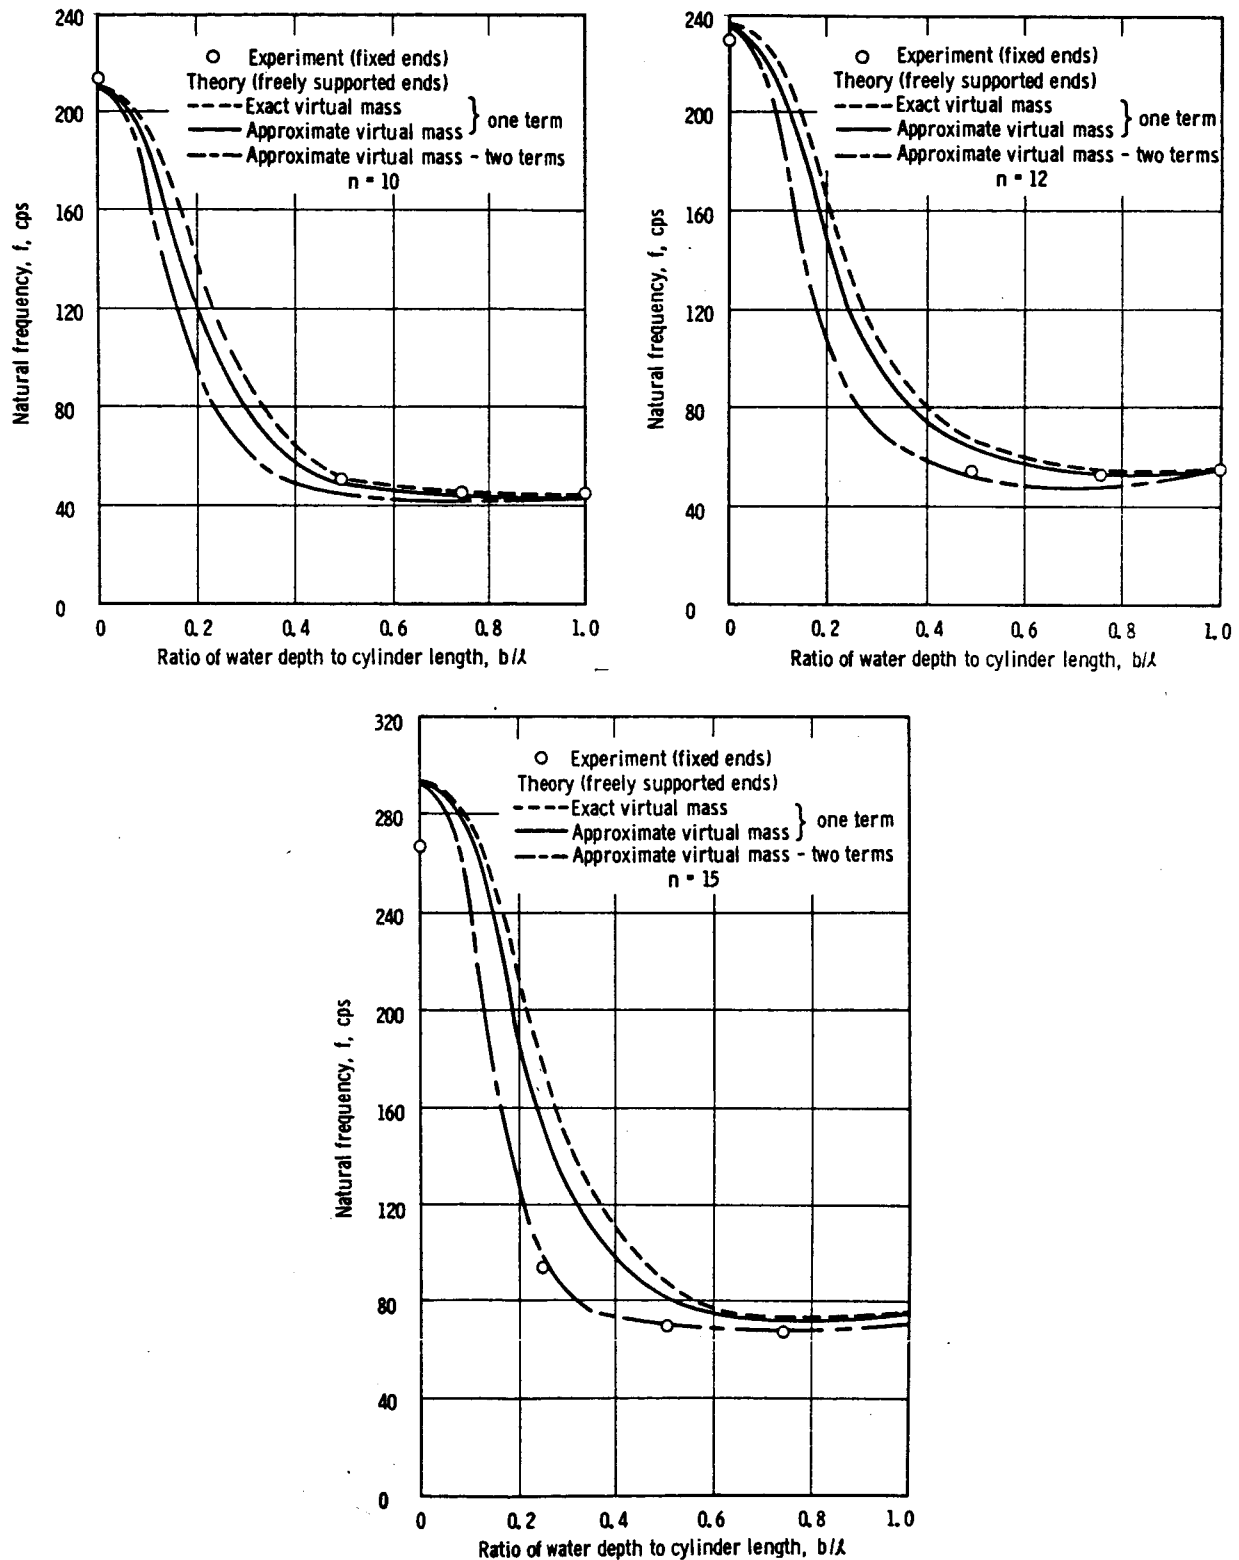 240
200
160
120
80
40
0
Natural frequency, f, cps
Experiment (fixed ends)
Theory (freely supported ends)
Exact virtual mass
Approximate virtual mass
one term
Approximate virtual mass - two terms
n = 10
0 0.2 0.4 0.6 0.8 1.0
Ratio of water depth to cylinder length, b/l
240
200
160
120
80
40
0
Natural frequency, f, cps
Experiment (fixed ends)
Theory (freely supported ends)
Exact virtual mass
Approximate virtual mass
one term
Approximate virtual mass - two terms
n = 12
0 0.2 0.4 0.6 0.8 1.0
Ratio of water depth to cylinder length, b/l
320
280
240
200
160
120
80
40
0
Natural frequency, f, cps
Experiment (fixed ends)
Theory (freely supported ends)
Exact virtual mass
Approximate virtual mass
one term
Approximate virtual mass - two terms
n = 15
0 0.2 0.4 0.6 0.8 1.0
Ratio of water depth to cylinder length, b/l